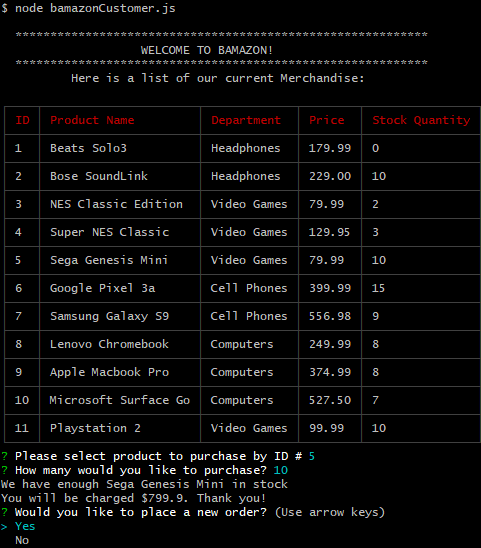 $ node bamazonCustomer.js
***********************************************************
WELCOME TO BAMAZON!
***********************************************************
Here is a list of our current Merchandise:
ID Product Name Department Price Stock Quantity
1 Beats Solo3 Headphones 179.99 0
2 Bose SoundLink Headphones 229.00 10
3 NES Classic Edition Video Games 79.99 2
4 Super NES Classic Video Games 129.95 3
5 Sega Genesis Mini Video Games 79.99 10
6 Google Pixel 3a Cell Phones 399.99 15
7 Samsung Galaxy S9 Cell Phones 556.98 9
8 Lenovo Chromebook Computers 249.99 8
9 Apple Macbook Pro Computers 374.99 8
10 Microsoft Surface Go Computers 527.50 7
11 Playstation 2 Video Games 99.99 10
? Please select product to purchase by ID # 5
? How many would you like to purchase? 10
We have enough Sega Genesis Mini in stock
You will be charged $799.9. Thank you!
? Would you like to place a new order? (Use arrow keys)
> Yes
No